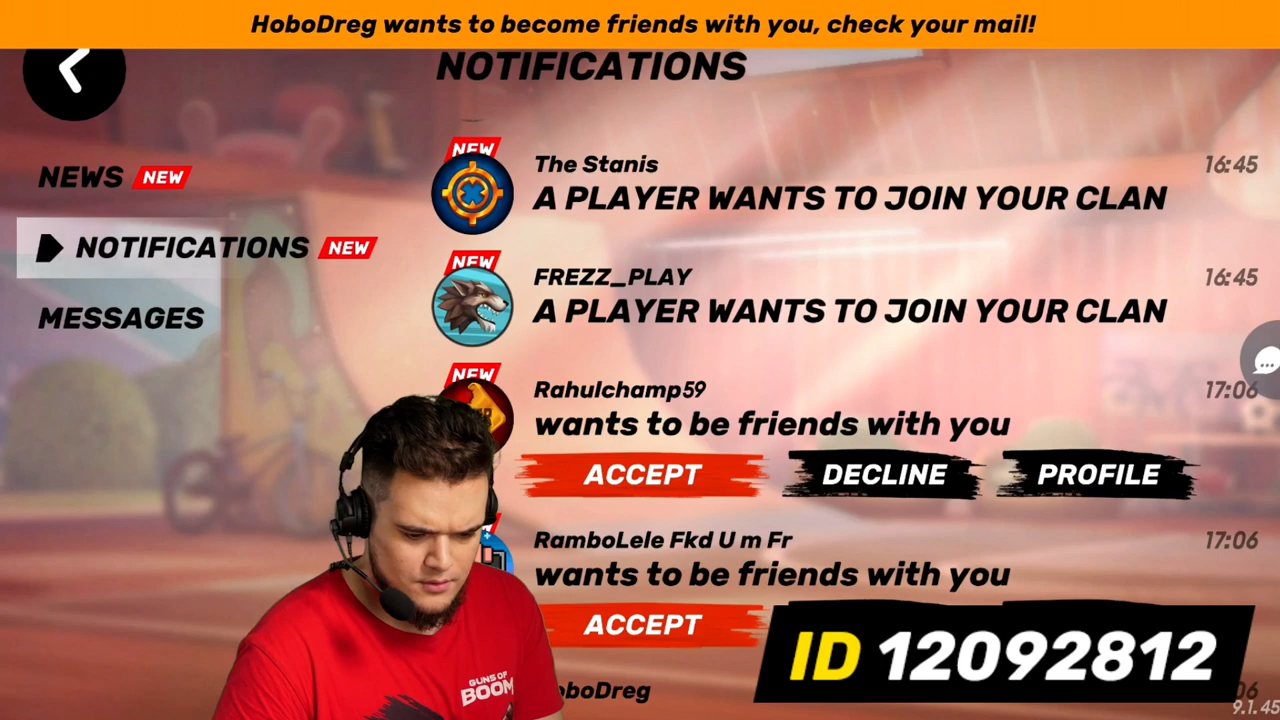 HoboDreg wants to become friends with you, check your mail!
NOTIFICATIONS
NEWS NEW
NOTIFICATIONS NEW
MESSAGES
NEW
The Stanis 16:45
A PLAYER WANTS TO JOIN YOUR CLAN
NEW
FREZZ_PLAY 16:45
A PLAYER WANTS TO JOIN YOUR CLAN
NEW
Rahulchamp59 17:06
wants to be friends with you
ACCEPT DECLINE PROFILE
RamboLele Fkd U m Fr 17:06
wants to be friends with you
ACCEPT
ID 12092812
GUNS OF
BOOM
oboDreg 06
9.1.45